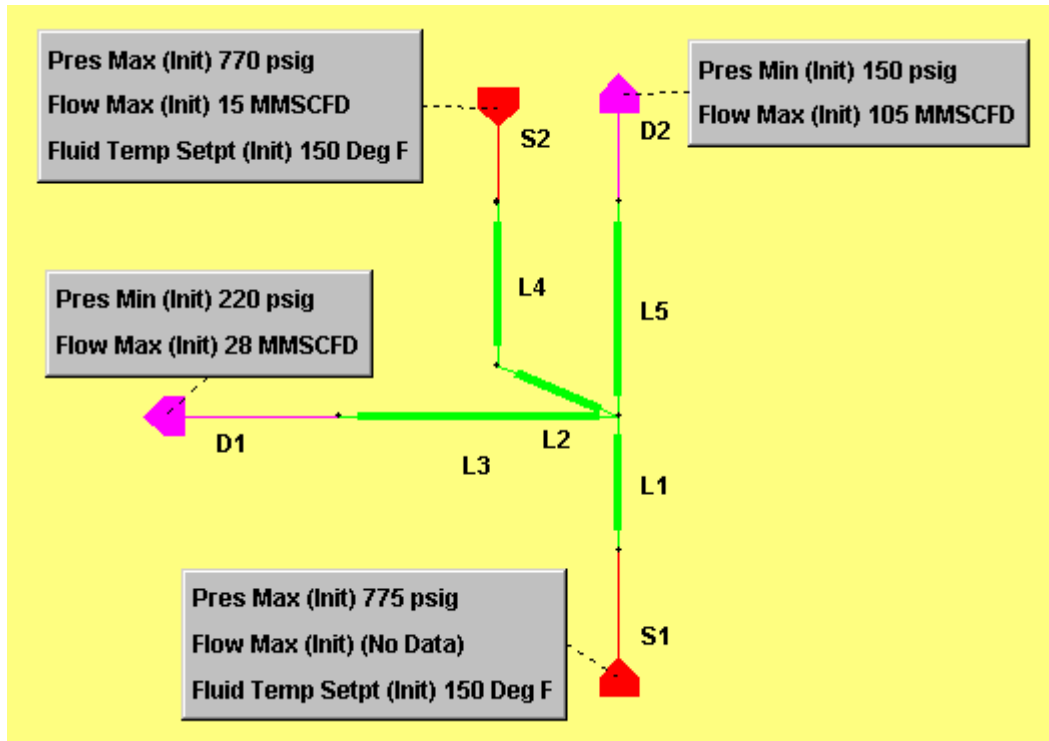 Pres Max (Init) 770 psig
Flow Max (Init) 15 MMSCFD
Fluid Temp Setpt (Init) 150 Deg F
S2
Pres Min (Init) 150 psig
Flow Max (Init) 105 MMSCFD
D2
L4
L5
Pres Min (Init) 220 psig
Flow Max (Init) 28 MMSCFD
D1
L2
L3
L1
Pres Max (Init) 775 psig
Flow Max (Init) (No Data)
Fluid Temp Setpt (Init) 150 Deg F
S1